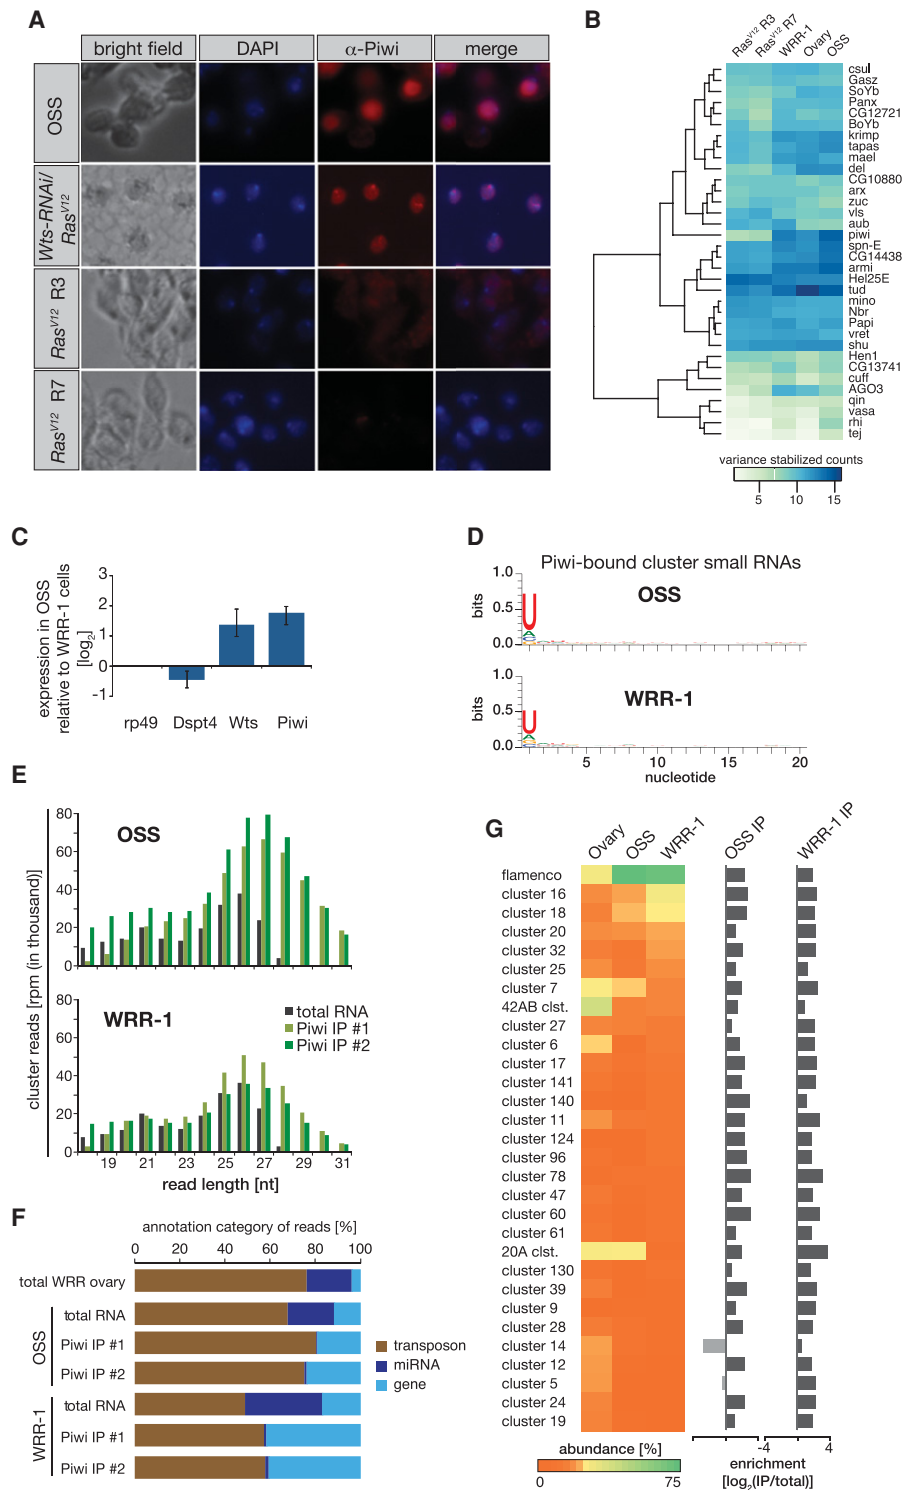 A
bright field DAPI α-Piwi merge
OSS
Wts-RNAi/
Ras^V12
Ras^V12 R3
Ras^V12 R7
B
Ras^V12 R3
Ras^V12 R7
WRR-1
Ovary
OSS
csul
Gasz
SoYb
Panx
CG12721
BoYb
krimp
tapas
mael
del
CG10880
arx
zuc
vls
aub
piwi
spn-E
CG14438
armi
Hel25E
tud
mino
Nbr
Papi
vret
shu
Hen1
CG13741
cuff
AGO3
qin
vasa
rhi
tej
variance stabilized counts
5 10 15
C
expression in OSS
relative to WRR-1 cells
[log2]
3
2
1
0
-1
rp49 Dspt4 Wts Piwi
D
Piwi-bound cluster small RNAs
OSS
bits
1.0
0.5
0.0
U
WRR-1
bits
1.0
0.5
0.0
U
5 10 15 20
nucleotide
E
cluster reads [rpm (in thousand)]
OSS
80
60
40
20
0
WRR-1
80
60
40
20
0
total RNA
Piwi IP #1
Piwi IP #2
19 21 23 25 27 29 31
read length [nt]
F
annotation category of reads [%]
0 20 40 60 80 100
total WRR ovary
OSS
total RNA
Piwi IP #1
Piwi IP #2
WRR-1
total RNA
Piwi IP #1
Piwi IP #2
transposon
miRNA
gene
G
Ovary
OSS
WRR-1
OSS IP
WRR-1 IP
flamenco
cluster 16
cluster 18
cluster 20
cluster 32
cluster 25
cluster 7
42AB clst.
cluster 27
cluster 6
cluster 17
cluster 141
cluster 140
cluster 11
cluster 124
cluster 96
cluster 78
cluster 47
cluster 60
cluster 61
20A clst.
cluster 130
cluster 39
cluster 9
cluster 28
cluster 14
cluster 12
cluster 5
cluster 24
cluster 19
abundance [%]
0 75
-4 4
enrichment
[log2(IP/total)]